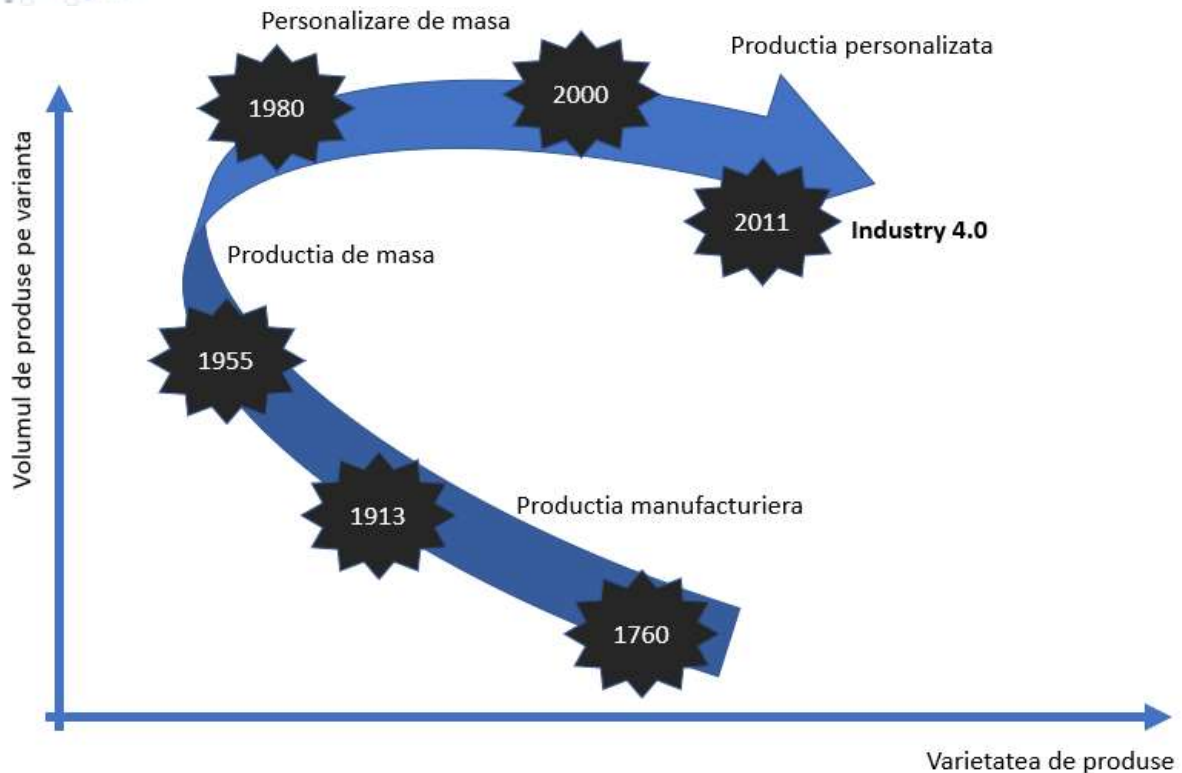 Personalizare de masa
Productia personalizata
1980
2000
2011
Industry 4.0
Volumul de produse pe varianta
Productia de masa
1955
1913
Productia manufacturiera
1760
Varietatea de produse